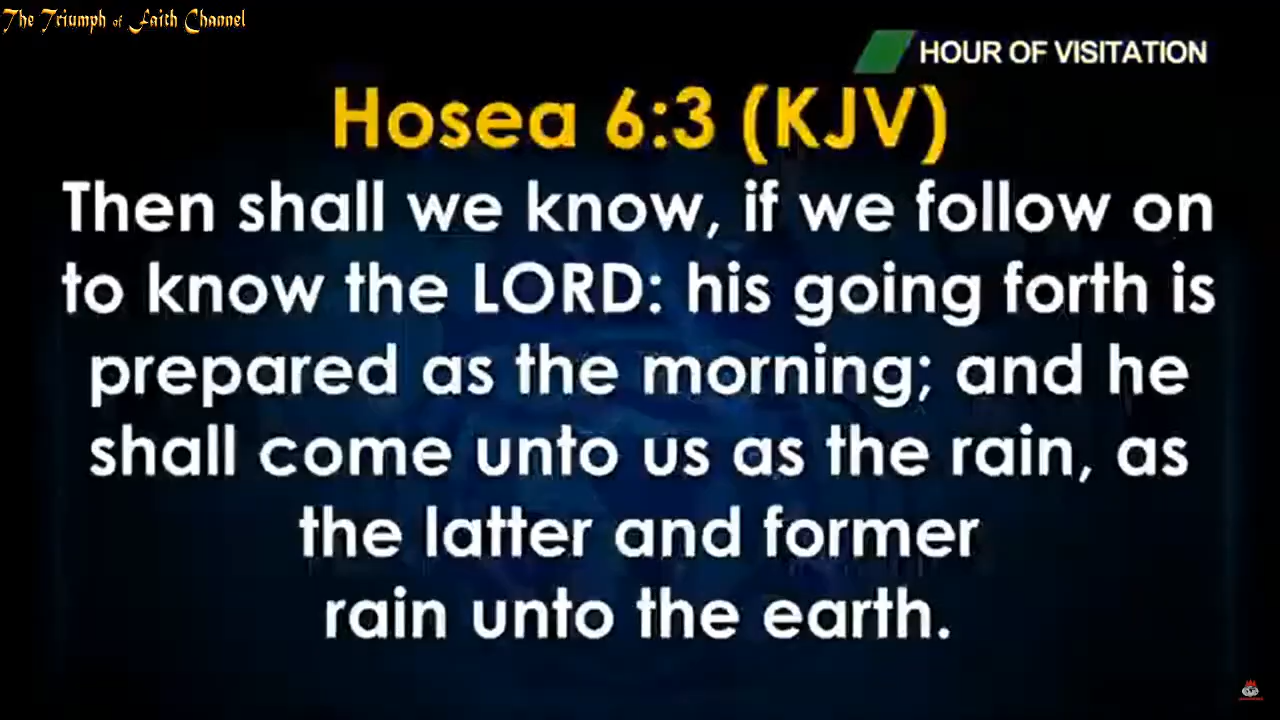 The Triumph of Faith Channel
HOUR OF VISITATION
Hosea 6:3 (KJV)
Then shall we know, if we follow on
to know the LORD: his going forth is
prepared as the morning; and he
shall come unto us as the rain, as
the latter and former
rain unto the earth.